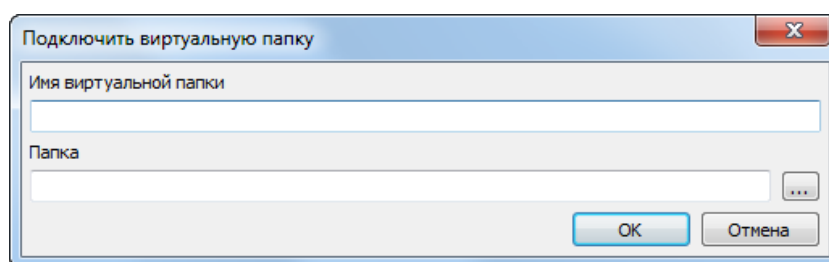 Подключить виртуальную папку
Имя виртуальной папки
Папка
...
OK Отмена